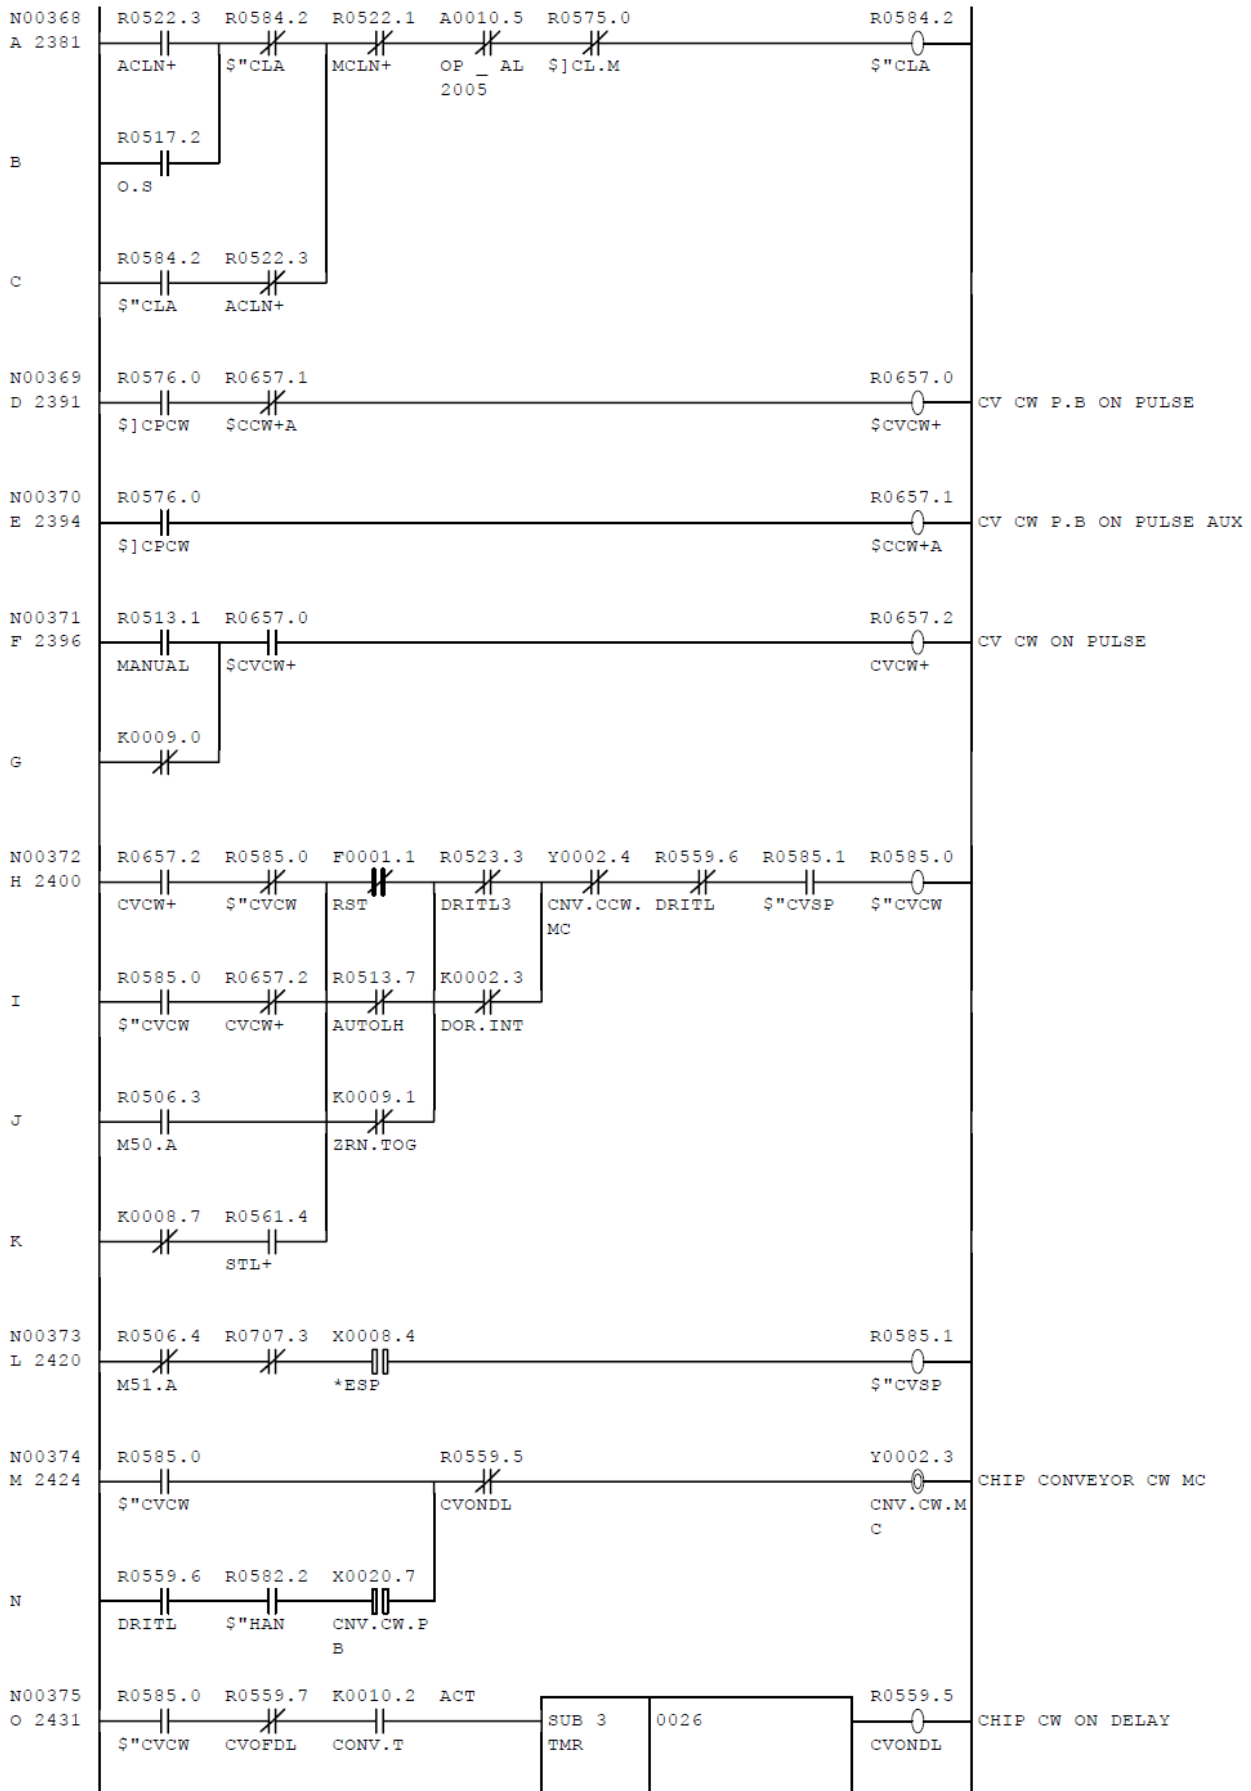 N00368 R0522.3 R0584.2 R0522.1 A0010.5 R0575.0 R0584.2
A 2381
ACLN+ $"CLA MCLN+ OP _ AL $]CL.M $"CLA
2005
R0517.2
B
O.S
R0584.2 R0522.3
C
$"CLA ACLN+
N00369 R0576.0 R0657.1 R0657.0
D 2391 CV CW P.B ON PULSE
$]CPCW $CCW+A $CVCW+
N00370 R0576.0 R0657.1
E 2394 CV CW P.B ON PULSE AUX
$]CPCW $CCW+A
N00371 R0513.1 R0657.0 R0657.2
F 2396 CV CW ON PULSE
MANUAL $CVCW+ CVCW+
K0009.0
G
N00372 R0657.2 R0585.0 F0001.1 R0523.3 Y0002.4 R0559.6 R0585.1 R0585.0
H 2400
CVCW+ $"CVCW RST DRITL3 CNV.CCW. DRITL $"CVSP $"CVCW
MC
R0585.0 R0657.2 R0513.7 K0002.3
I
$"CVCW CVCW+ AUTOLH DOR.INT
R0506.3 K0009.1
J
M50.A ZRN.TOG
K0008.7 R0561.4
K
STL+
N00373 R0506.4 R0707.3 X0008.4 R0585.1
L 2420
M51.A *ESP $"CVSP
N00374 R0585.0 R0559.5 Y0002.3
M 2424 CHIP CONVEYOR CW MC
$"CVCW CVONDL CNV.CW.M
C
R0559.6 R0582.2 X0020.7
N
DRITL $"HAN CNV.CW.P
B
N00375 R0585.0 R0559.7 K0010.2 ACT R0559.5
O 2431 SUB 3 0026 CHIP CW ON DELAY
$"CVCW CVOFDL CONV.T TMR CVONDL